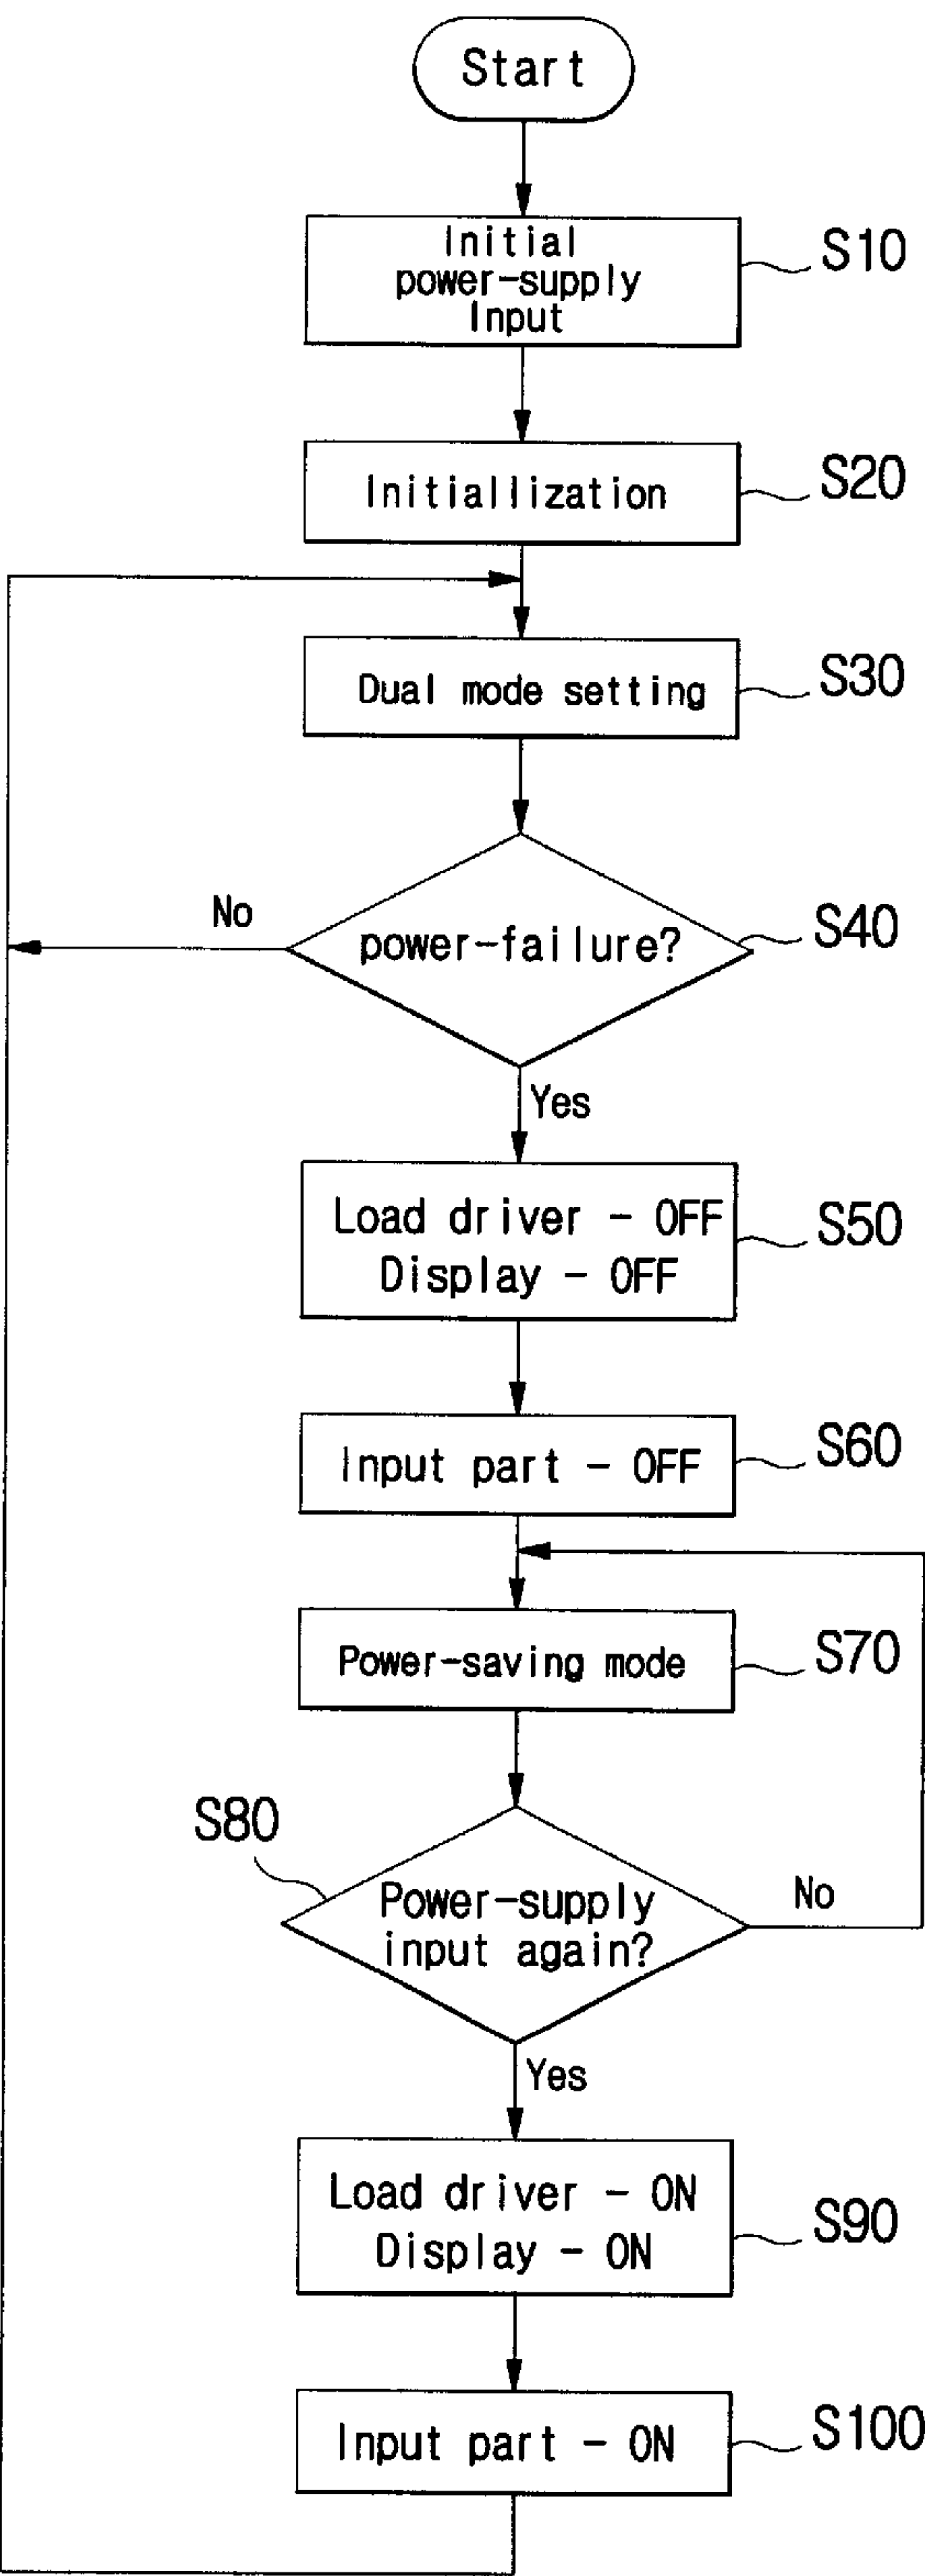 Start
Initial
power-supply
Input
S10
Initiallization
S20
Dual mode setting
S30
No
power-failure?
S40
Yes
Load driver - OFF
Display - OFF
S50
Input part - OFF
S60
Power-saving mode
S70
S80
Power-supply
input again?
No
Yes
Load driver - ON
Display - ON
S90
Input part - ON
S100